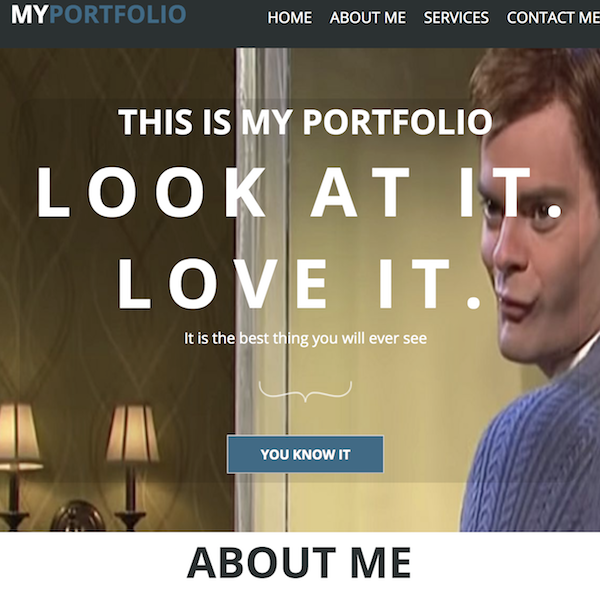 MYPORTFOLIO HOME ABOUT ME SERVICES CONTACT ME
THIS IS MY PORTFOLIO
LOOK AT IT.
LOVE IT.
It is the best thing you will ever see
YOU KNOW IT
ABOUT ME